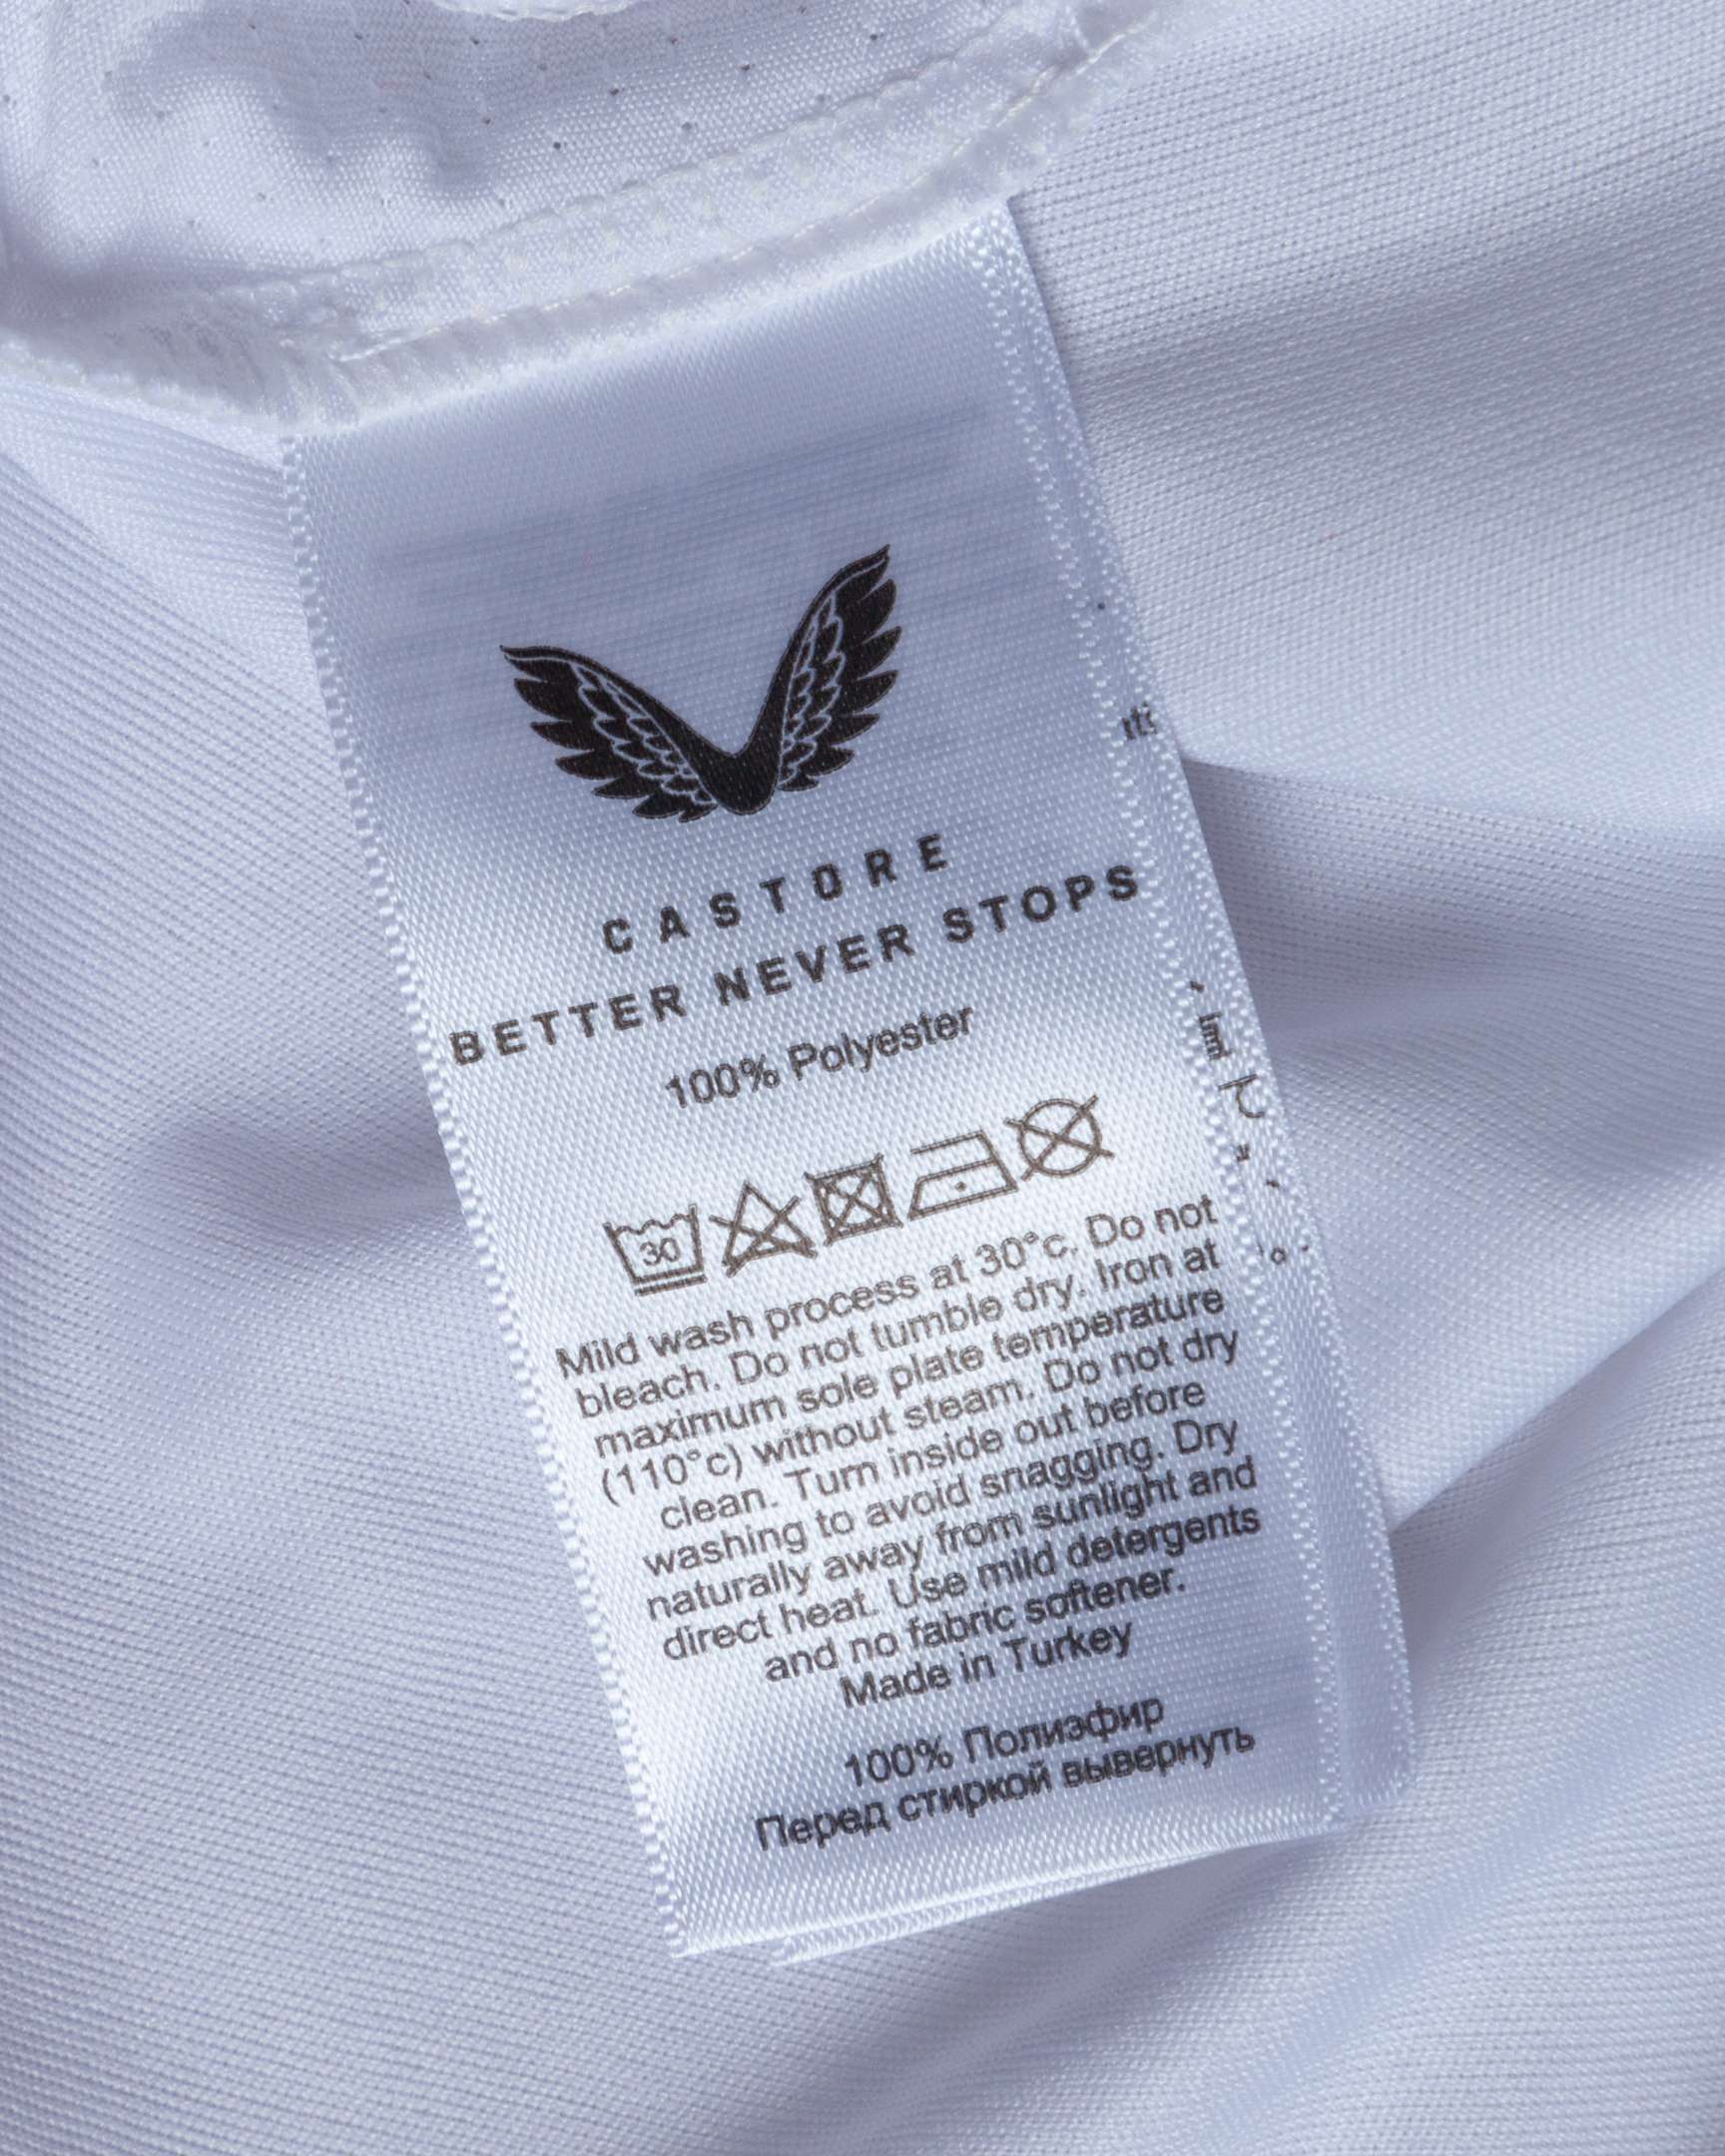 CASTORE
BETTER NEVER STOPS
100% Polyester
30
Mild wash process at 30°c. Do not
bleach. Do not tumble dry. Iron at
maximum sole plate temperature
(110°c) without steam. Do not dry
clean. Turn inside out before
washing to avoid snagging. Dry
naturally away from sunlight and
direct heat. Use mild detergents
and no fabric softener.
Made in Turkey
100% Полиэфир
Перед стиркой вывернуть